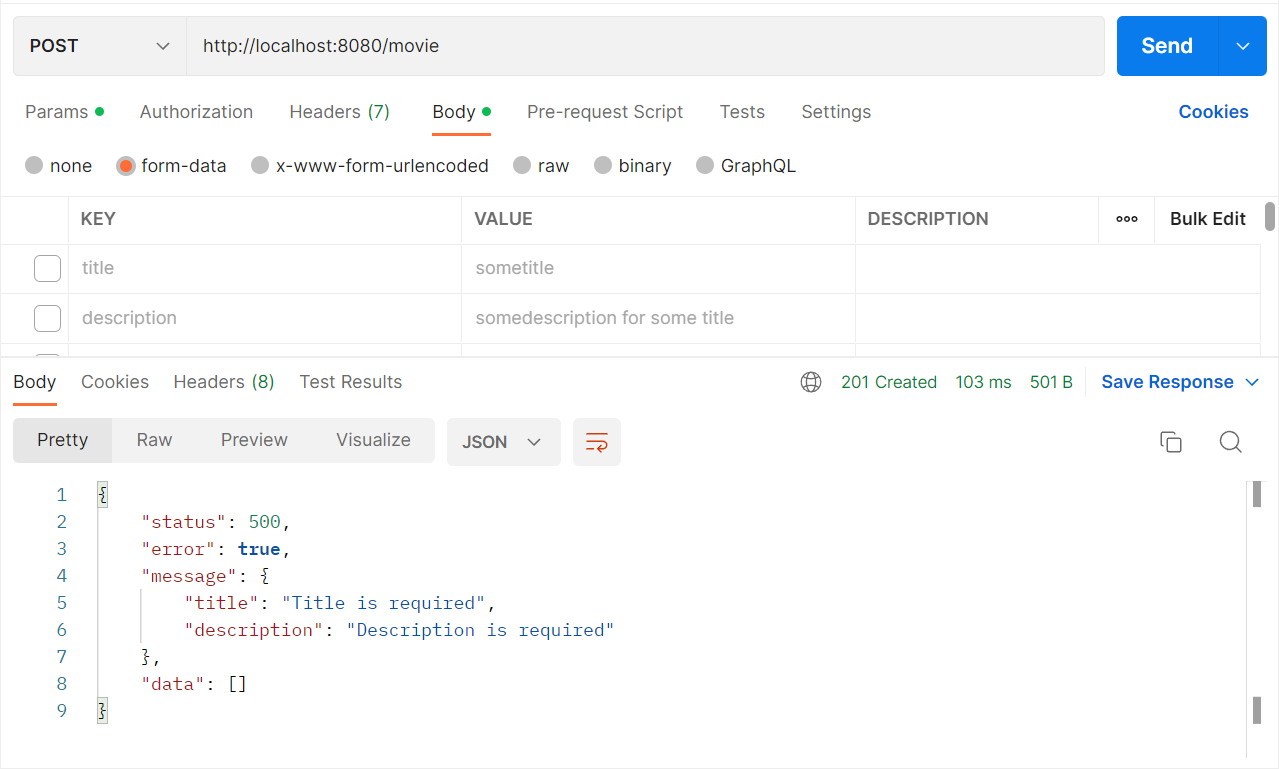 POST http://localhost:8080/movie Send
Params Authorization Headers (7) Body Pre-request Script Tests Settings Cookies
none form-data x-www-form-urlencoded raw binary GraphQL
KEY VALUE DESCRIPTION ooo Bulk Edit
title sometitle
description somedescription for some title
Body Cookies Headers (8) Test Results 201 Created 103 ms 501 B Save Response
Pretty Raw Preview Visualize JSON
1 {
2 "status": 500,
3 "error": true,
4 "message": {
5 "title": "Title is required",
6 "description": "Description is required"
7 },
8 "data": []
9 }